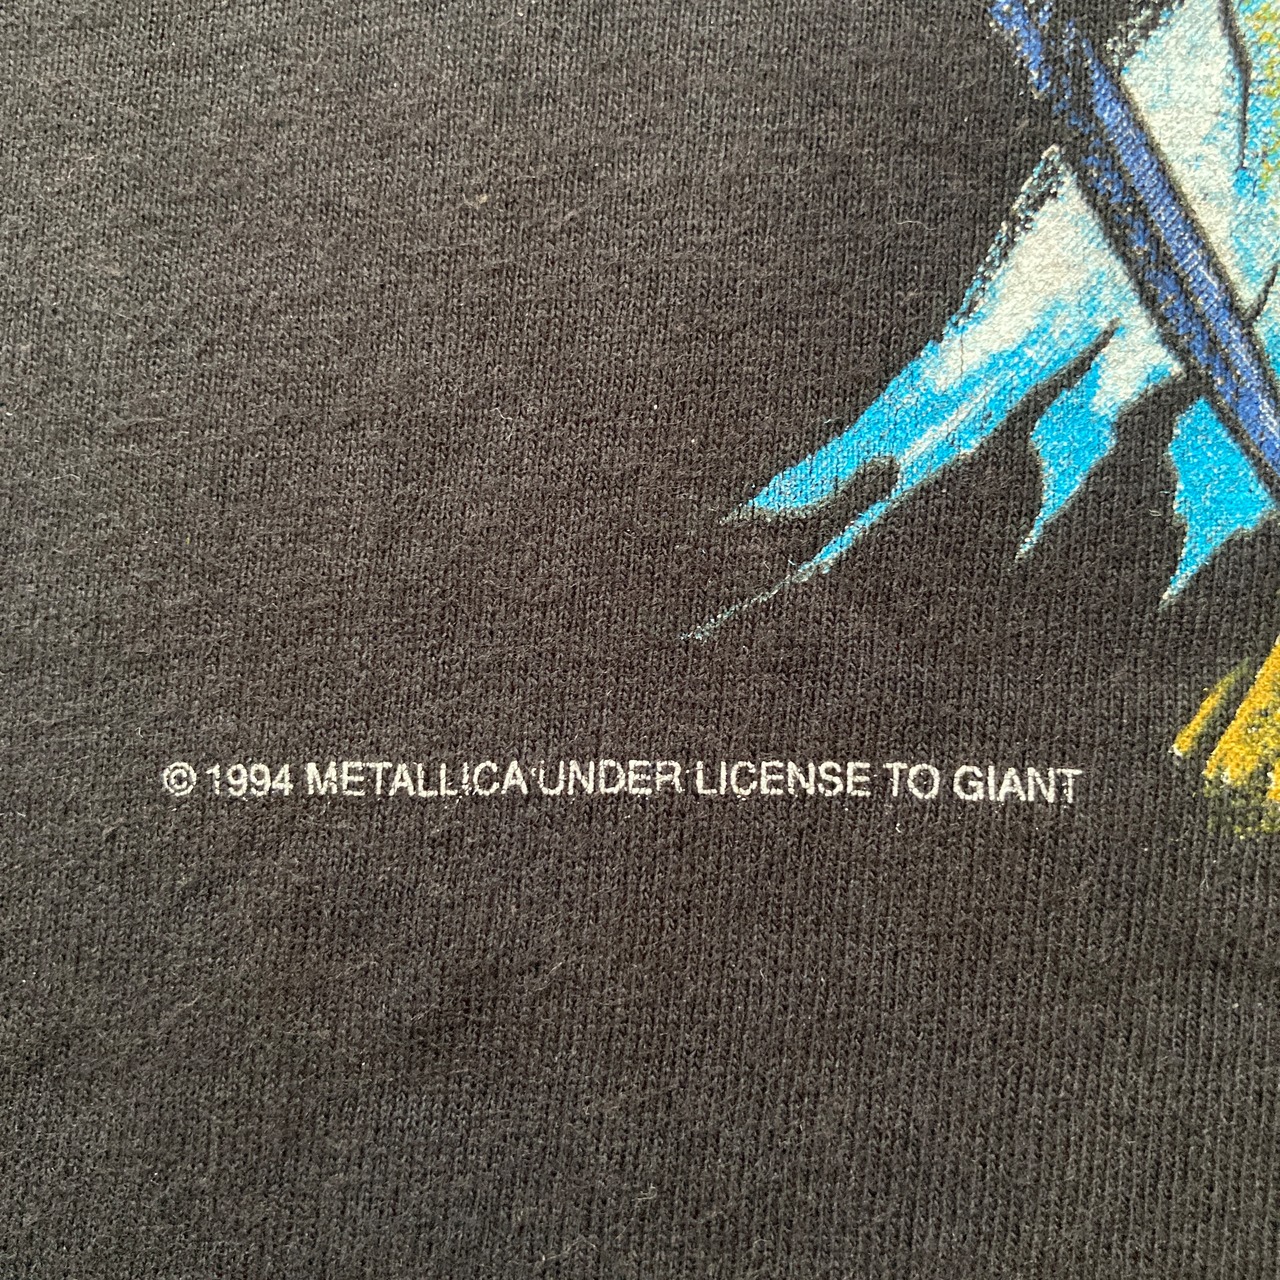 © 1994 METALLICA UNDER LICENSE TO GIANT